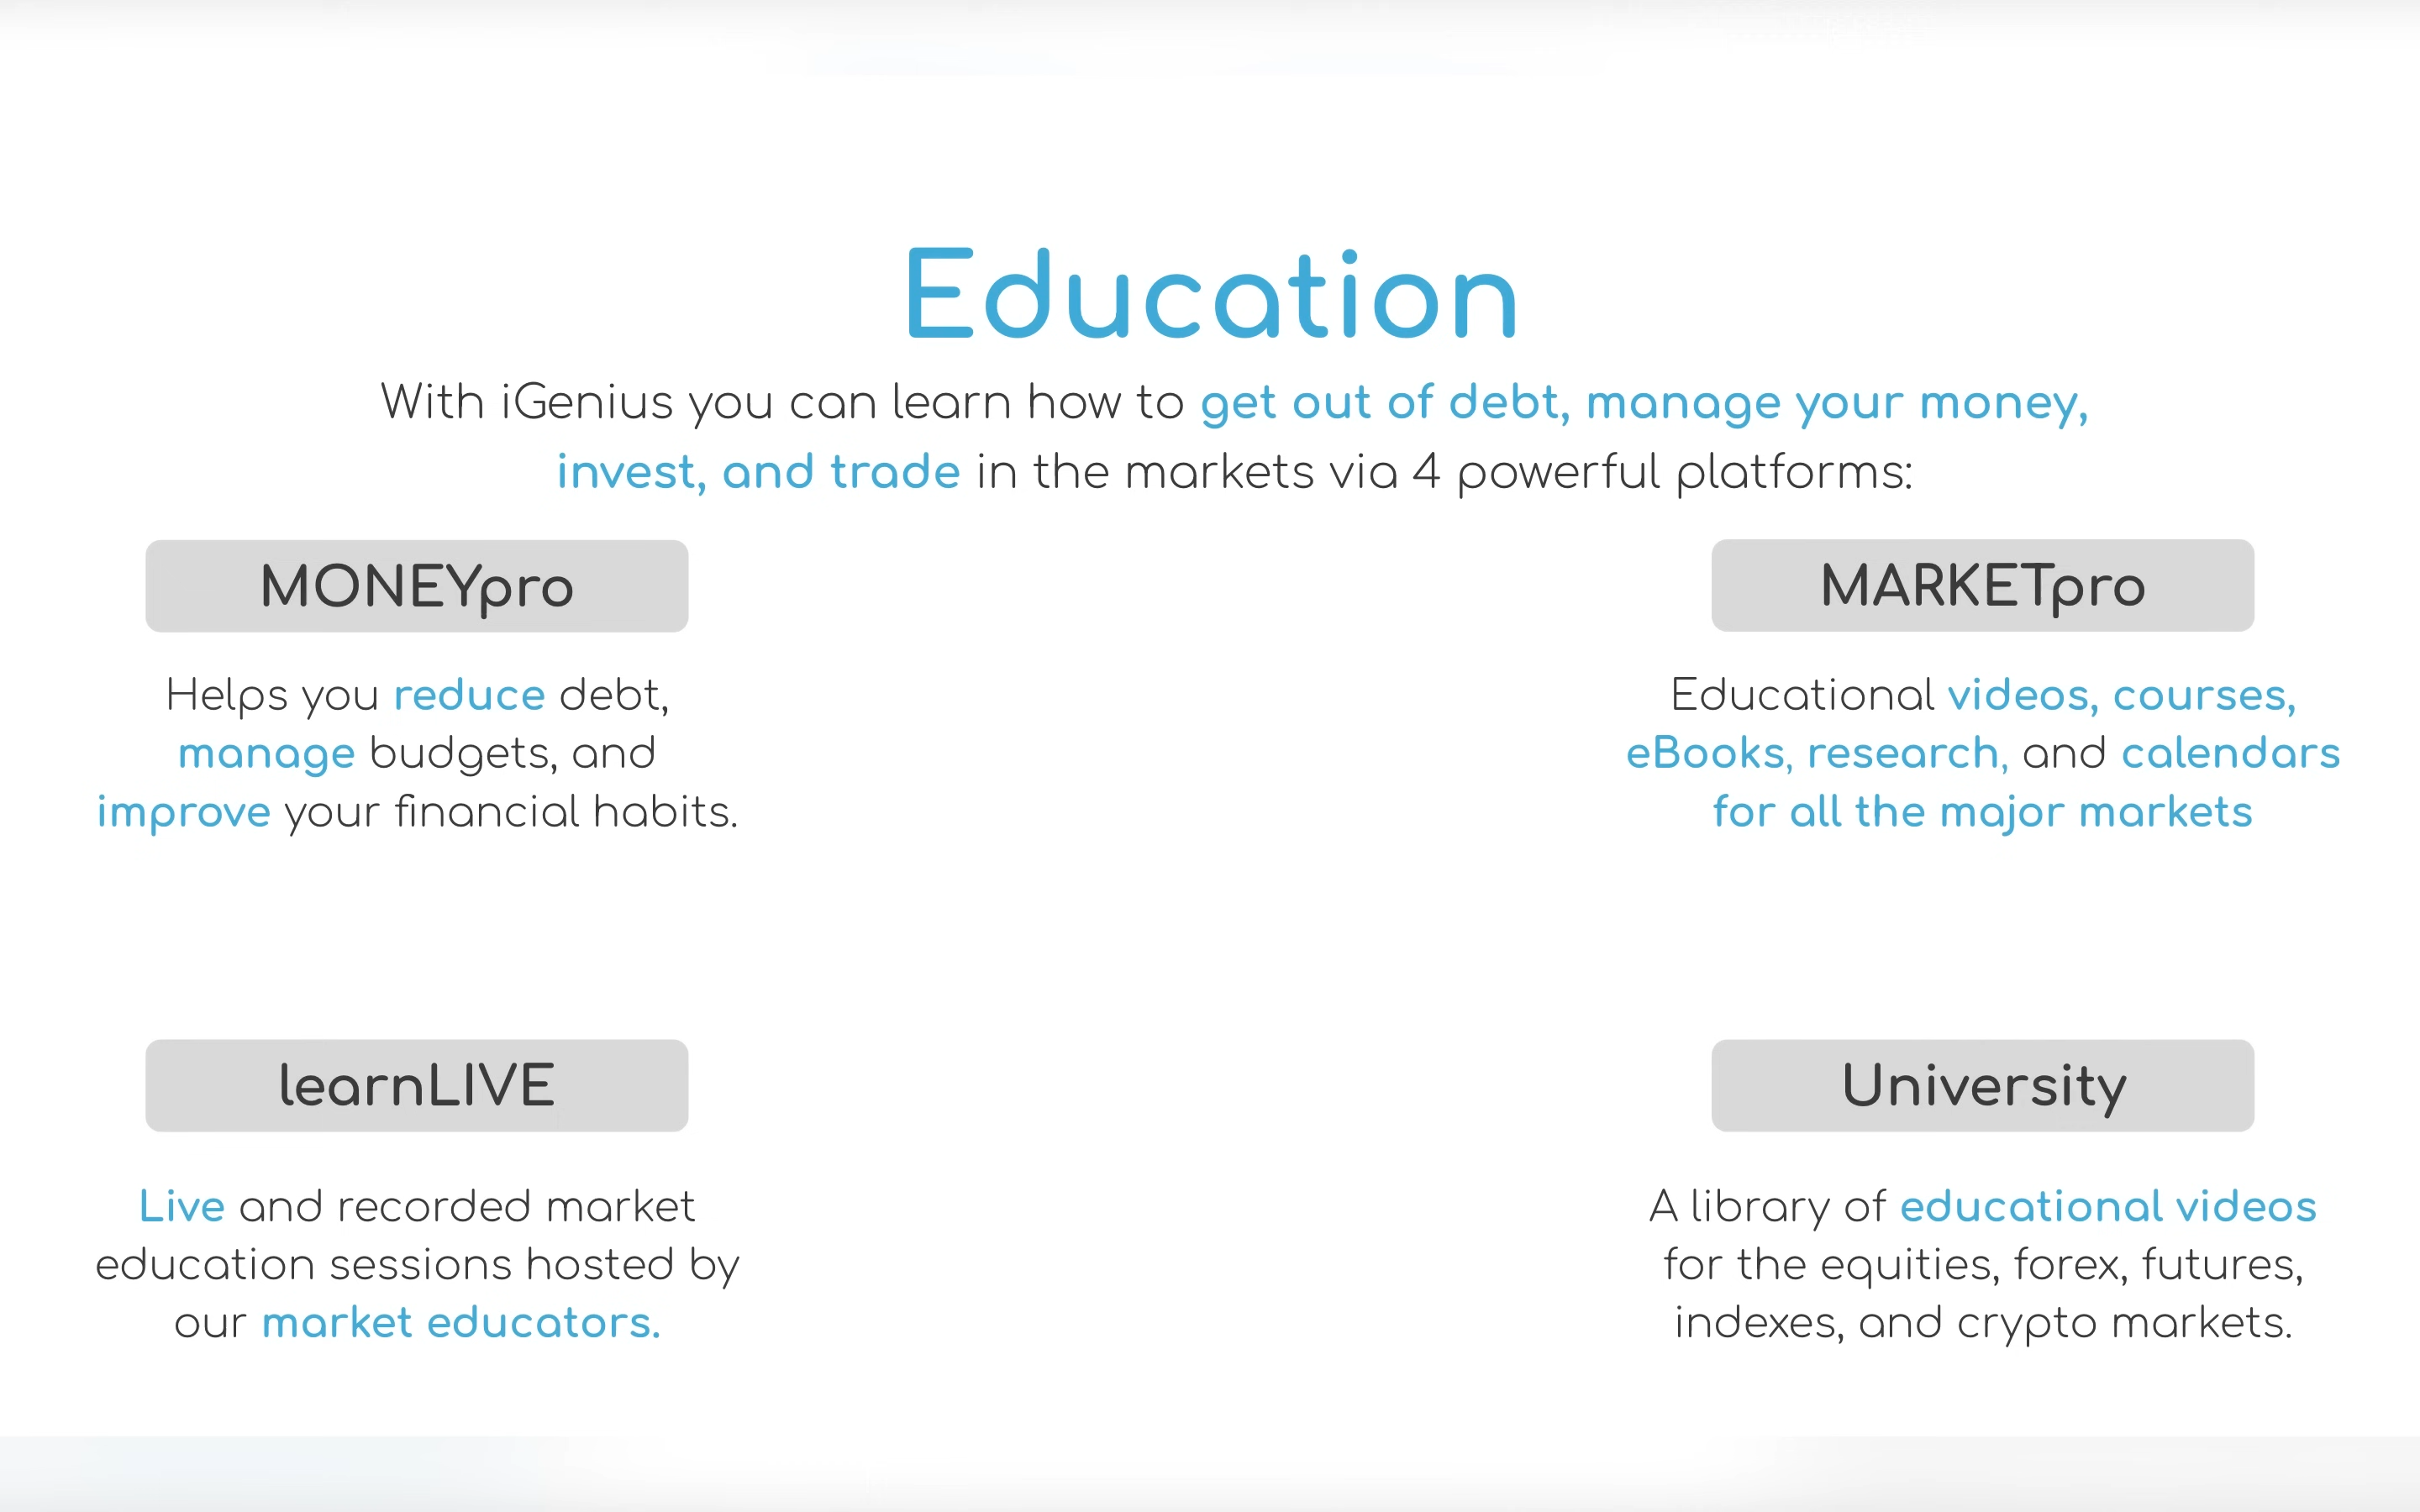 Education
With iGenius you can learn how to get out of debt, manage your money,
invest, and trade in the markets via 4 powerful platforms:
MONEYpro
Helps you reduce debt,
manage budgets, and
improve your financial habits.
MARKETpro
Educational videos, courses,
eBooks, research, and calendars
for all the major markets
learnLIVE
Live and recorded market
education sessions hosted by
our market educators.
University
A library of educational videos
for the equities, forex, futures,
indexes, and crypto markets.